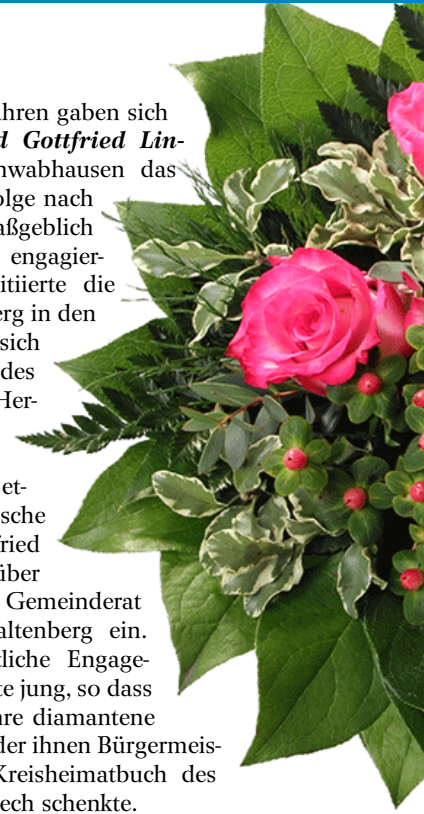 ahren gaben sich
d Gottfried Lin-
hwabhausen das
olge nach
aßgeblich
engagier-
itiierte die
erg in den
sich
des
Her-
et-
sche
ried
über
Gemeinderat
altenberg ein.
tliche Engage-
te jung, so dass
are diamantene
der ihnen Bürgermeis-
Kreisheimatbuch des
ech schenkte.